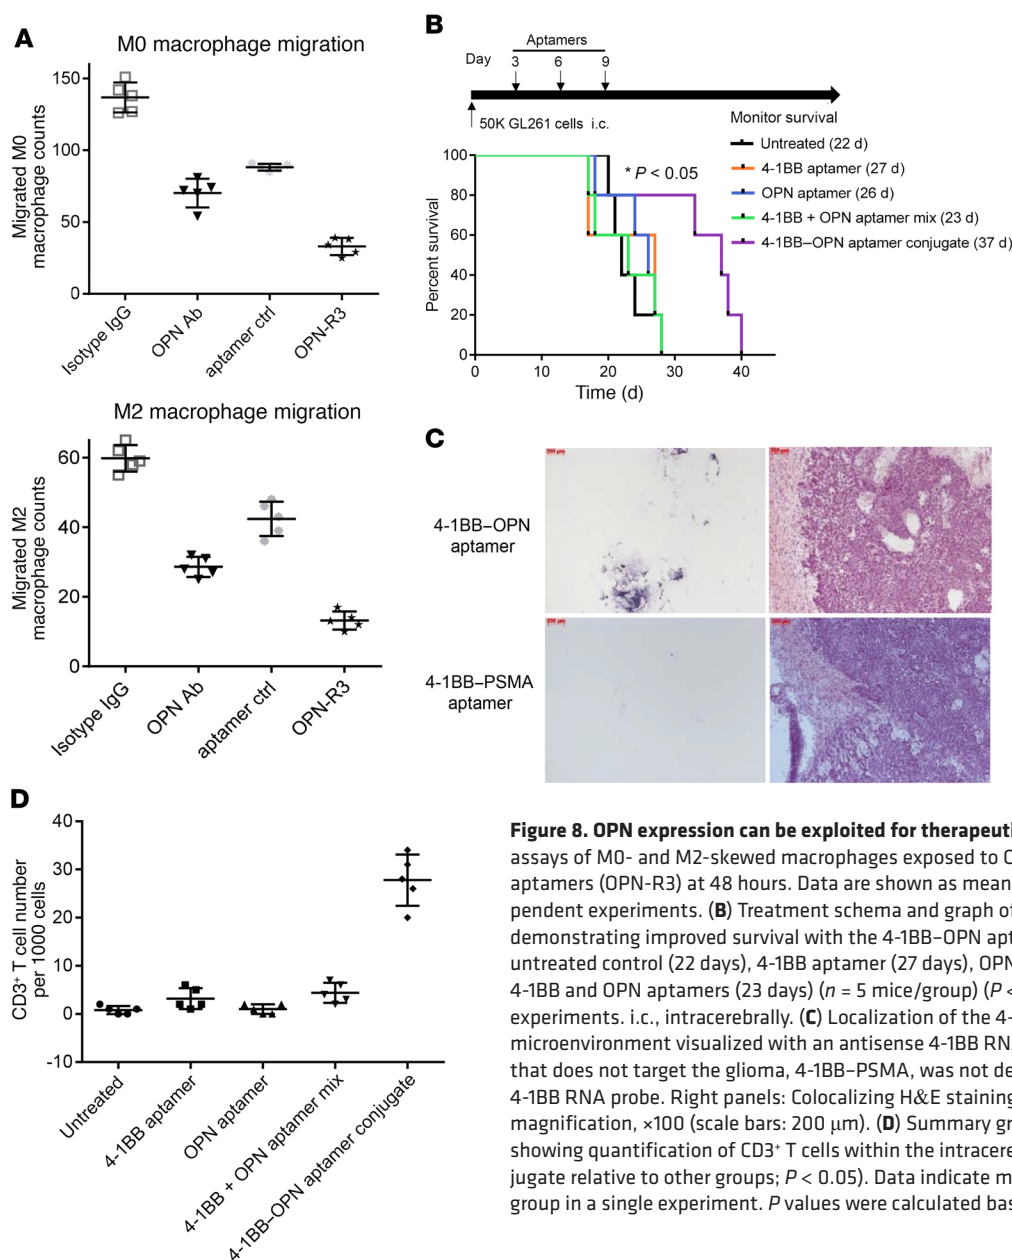 A
M0 macrophage migration
Migrated M0
macrophage counts
150
100
50
0
Isotype IgG
OPN Ab
aptamer ctrl
OPN-R3
M2 macrophage migration
Migrated M2
macrophage counts
60
40
20
0
Isotype IgG
OPN Ab
aptamer ctrl
OPN-R3
B
Aptamers
Day 3 6 9
50K GL261 cells i.c.
Monitor survival
Untreated (22 d)
4-1BB aptamer (27 d)
OPN aptamer (26 d)
4-1BB + OPN aptamer mix (23 d)
4-1BB–OPN aptamer conjugate (37 d)
* P < 0.05
Percent survival
100
80
60
40
20
0
0 10 20 30 40
Time (d)
C
4-1BB–OPN
aptamer
200 µm
4-1BB–PSMA
aptamer
D
CD3⁺ T cell number
per 1000 cells
40
30
20
10
0
-10
Untreated
4-1BB aptamer
OPN aptamer
4-1BB + OPN aptamer mix
4-1BB–OPN aptamer conjugate
Figure 8. OPN expression can be exploited for therapeuti
assays of M0- and M2-skewed macrophages exposed to O
aptamers (OPN-R3) at 48 hours. Data are shown as mean
pendent experiments. (B) Treatment schema and graph of
demonstrating improved survival with the 4-1BB–OPN apt
untreated control (22 days), 4-1BB aptamer (27 days), OPN
4-1BB and OPN aptamers (23 days) (n = 5 mice/group) (P <
experiments. i.c., intracerebrally. (C) Localization of the 4-
microenvironment visualized with an antisense 4-1BB RNA
that does not target the glioma, 4-1BB–PSMA, was not de
4-1BB RNA probe. Right panels: Colocalizing H&E staining
magnification, ×100 (scale bars: 200 µm). (D) Summary gr
showing quantification of CD3⁺ T cells within the intracere
jugate relative to other groups; P < 0.05). Data indicate m
group in a single experiment. P values were calculated bas